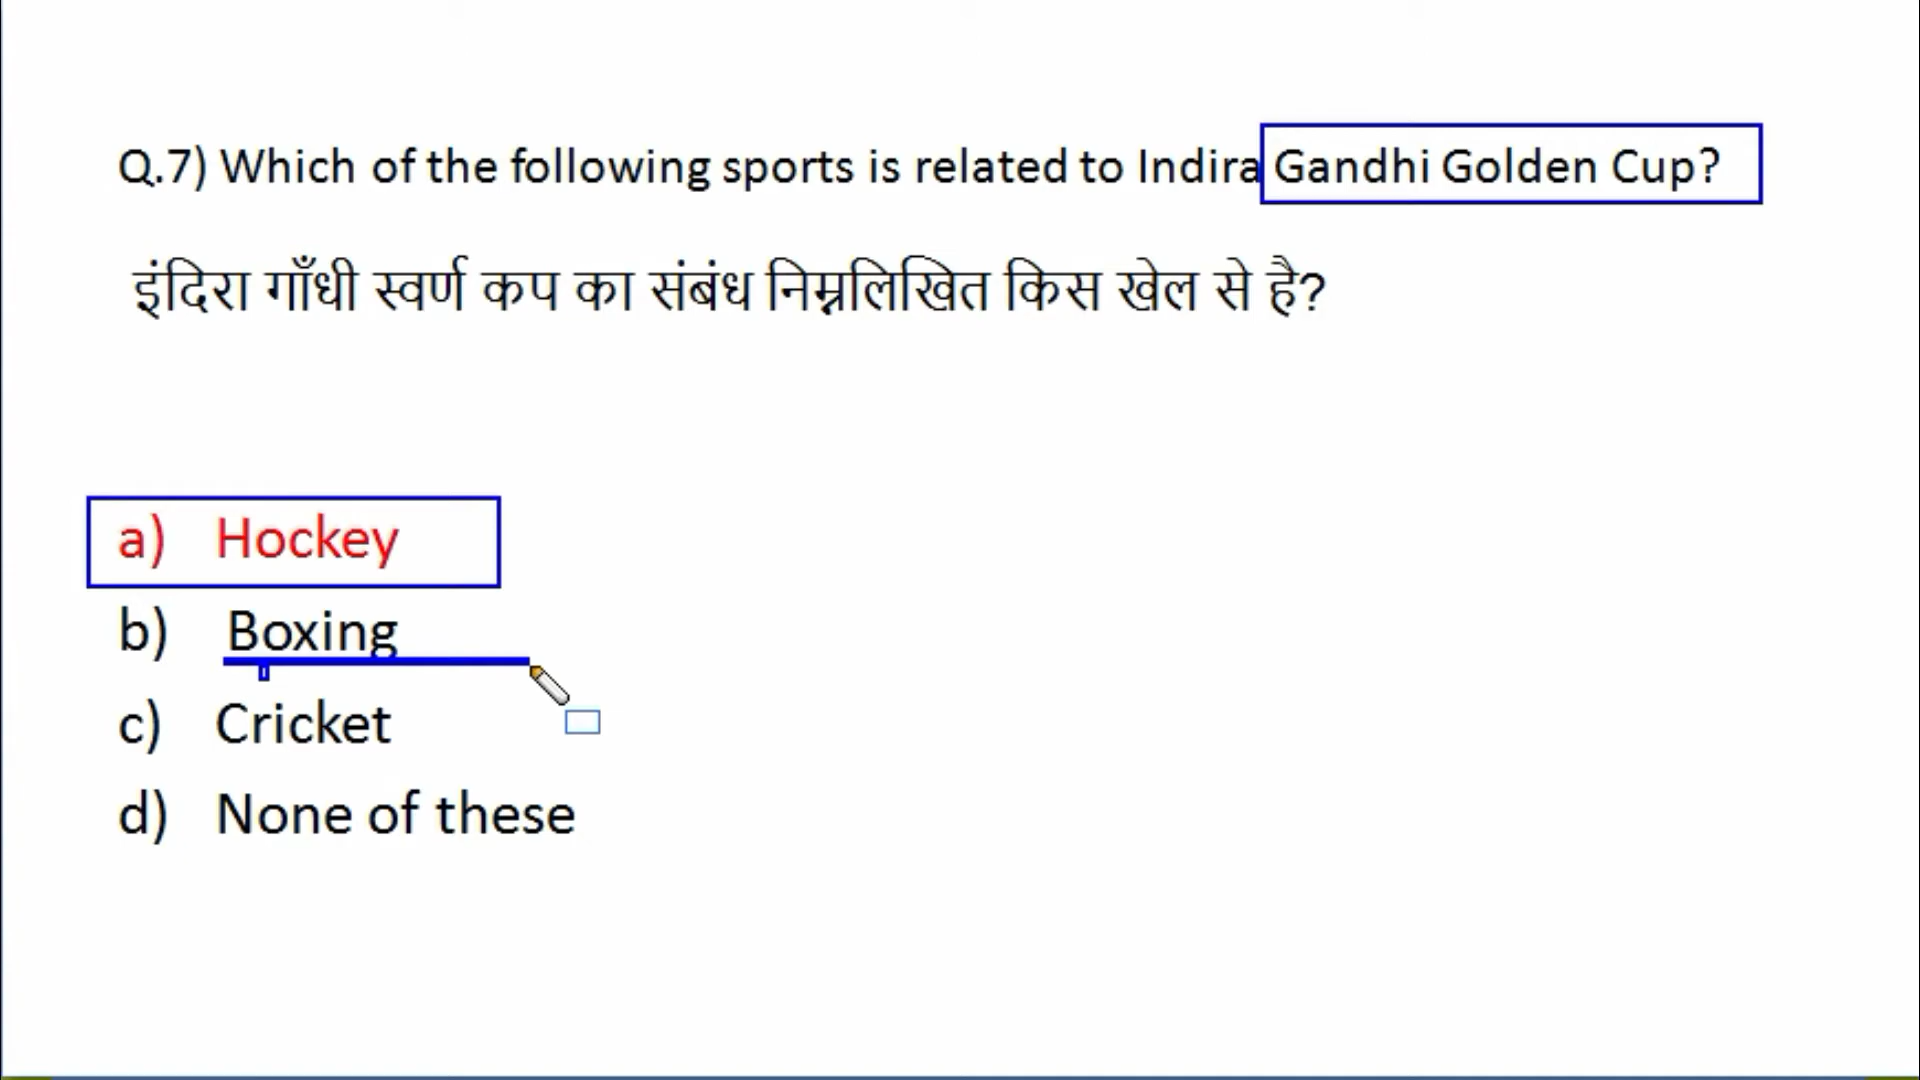 Q.7) Which of the following sports is related to Indira Gandhi Golden Cup?
इंदिरा गाँधी स्वर्ण कप का संबंध निम्नलिखित किस खेल से है?
a) Hockey
b) Boxing
c) Cricket
d) None of these